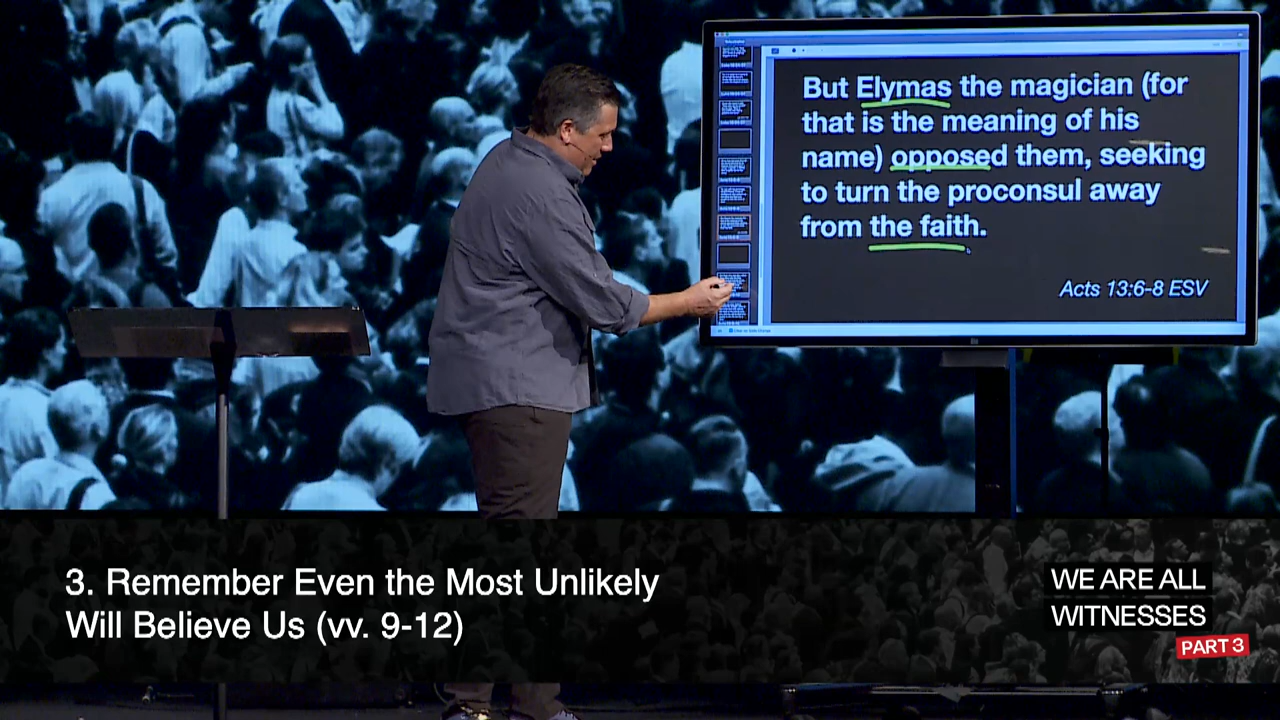 But Elymas the magician (for
that is the meaning of his
name) opposed them, seeking
to turn the proconsul away
from the faith.
Acts 13:6-8 ESV
3. Remember Even the Most Unlikely
Will Believe Us (vv. 9-12)
WE ARE ALL
WITNESSES
PART 3